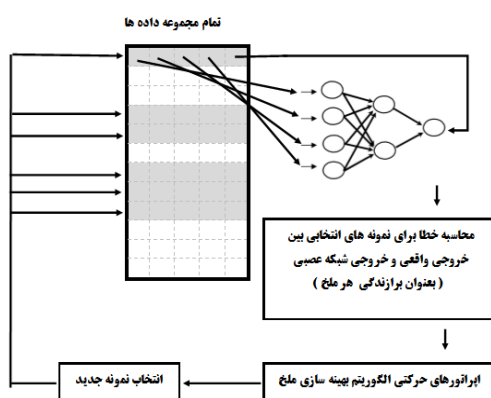 تمام مجموعه داده ها
محاسبه خطا برای نمونه های انتخابی بین
خروجی واقعی و خروجی شبکه عصبی
( بعنوان برازندگی هر ملخ )
اپراتورهای حرکتی الگوریتم بهینه سازی ملخ
انتخاب نمونه جدید